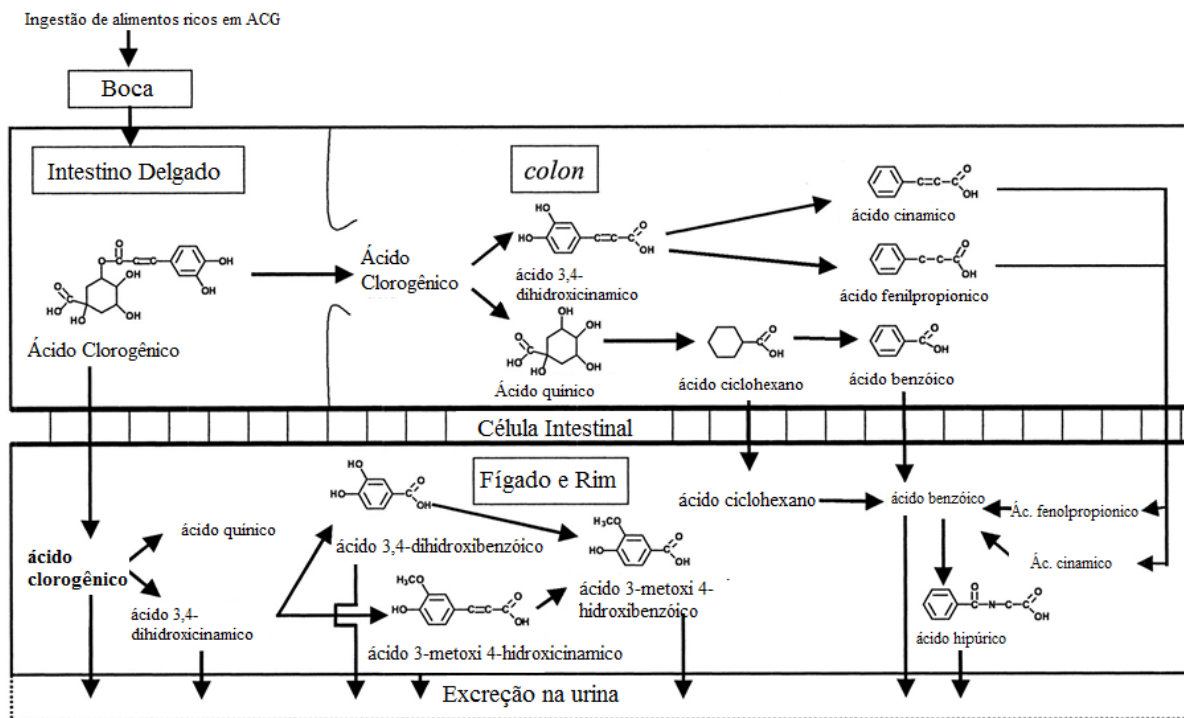 Ingestão de alimentos ricos em ACG
Boca
Intestino Delgado
colon
Ácido Clorogênico
Ácido
Clorogênico
ácido 3,4-
dihidroxicinamico
Ácido quínico
ácido cinamico
ácido fenilpropionico
ácido ciclohexano
ácido benzóico
Célula Intestinal
Fígado e Rim
ácido
clorogênico
ácido quínico
ácido 3,4-
dihidroxicinamico
ácido 3,4-dihidroxibenzóico
ácido 3-metoxi 4-
hidroxibenzóico
ácido 3-metoxi 4-hidroxicinamico
ácido ciclohexano
ácido benzóico
Ác. fenolpropionico
Ác. cinamico
ácido hipúrico
Excreção na urina